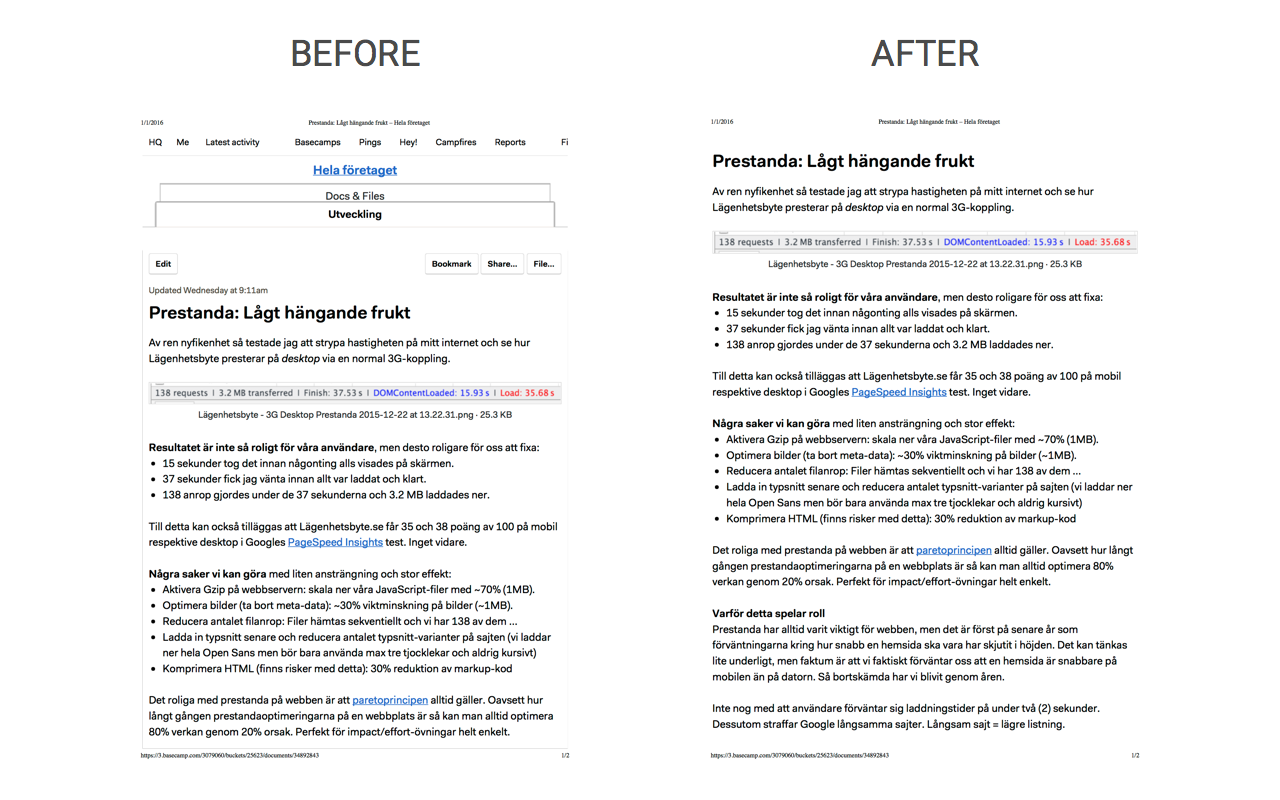 BEFORE
1/1/2016 Prestanda: Lågt hängande frukt – Hela företaget
HQ Me Latest activity Basecamps Pings Hey! Campfires Reports Fi
Hela företaget
Docs & Files
Utveckling
Edit Bookmark Share... File...
Updated Wednesday at 9:11am
Prestanda: Lågt hängande frukt
Av ren nyfikenhet så testade jag att strypa hastigheten på mitt internet och se hur
Lägenhetsbyte presterar på desktop via en normal 3G-koppling.
138 requests | 3.2 MB transferred | Finish: 37.53 s | DOMContentLoaded: 15.93 s | Load: 35.68 s
Lägenhetsbyte - 3G Desktop Prestanda 2015-12-22 at 13.22.31.png · 25.3 KB
Resultatet är inte så roligt för våra användare, men desto roligare för oss att fixa:
• 15 sekunder tog det innan någonting alls visades på skärmen.
• 37 sekunder fick jag vänta innan allt var laddat och klart.
• 138 anrop gjordes under de 37 sekunderna och 3.2 MB laddades ner.
Till detta kan också tilläggas att Lägenhetsbyte.se får 35 och 38 poäng av 100 på mobil
respektive desktop i Googles PageSpeed Insights test. Inget vidare.
Några saker vi kan göra med liten ansträngning och stor effekt:
• Aktivera Gzip på webbservern: skala ner våra JavaScript-filer med ~70% (1MB).
• Optimera bilder (ta bort meta-data): ~30% viktminskning på bilder (~1MB).
• Reducera antalet filanrop: Filer hämtas sekventiellt och vi har 138 av dem ...
• Ladda in typsnitt senare och reducera antalet typsnitt-varianter på sajten (vi laddar
ner hela Open Sans men bör bara använda max tre tjocklekar och aldrig kursivt)
• Komprimera HTML (finns risker med detta): 30% reduktion av markup-kod
Det roliga med prestanda på webben är att paretoprincipen alltid gäller. Oavsett hur
långt gången prestandaoptimeringarna på en webbplats är så kan man alltid optimera
80% verkan genom 20% orsak. Perfekt för impact/effort-övningar helt enkelt.
https://3.basecamp.com/3079060/buckets/25623/documents/34892843 1/2
AFTER
1/1/2016 Prestanda: Lågt hängande frukt – Hela företaget
Prestanda: Lågt hängande frukt
Av ren nyfikenhet så testade jag att strypa hastigheten på mitt internet och se hur
Lägenhetsbyte presterar på desktop via en normal 3G-koppling.
138 requests | 3.2 MB transferred | Finish: 37.53 s | DOMContentLoaded: 15.93 s | Load: 35.68 s
Lägenhetsbyte - 3G Desktop Prestanda 2015-12-22 at 13.22.31.png · 25.3 KB
Resultatet är inte så roligt för våra användare, men desto roligare för oss att fixa:
• 15 sekunder tog det innan någonting alls visades på skärmen.
• 37 sekunder fick jag vänta innan allt var laddat och klart.
• 138 anrop gjordes under de 37 sekunderna och 3.2 MB laddades ner.
Till detta kan också tilläggas att Lägenhetsbyte.se får 35 och 38 poäng av 100 på mobil
respektive desktop i Googles PageSpeed Insights test. Inget vidare.
Några saker vi kan göra med liten ansträngning och stor effekt:
• Aktivera Gzip på webbservern: skala ner våra JavaScript-filer med ~70% (1MB).
• Optimera bilder (ta bort meta-data): ~30% viktminskning på bilder (~1MB).
• Reducera antalet filanrop: Filer hämtas sekventiellt och vi har 138 av dem ...
• Ladda in typsnitt senare och reducera antalet typsnitt-varianter på sajten (vi laddar ner
hela Open Sans men bör bara använda max tre tjocklekar och aldrig kursivt)
• Komprimera HTML (finns risker med detta): 30% reduktion av markup-kod
Det roliga med prestanda på webben är att paretoprincipen alltid gäller. Oavsett hur långt
gången prestandaoptimeringarna på en webbplats är så kan man alltid optimera 80%
verkan genom 20% orsak. Perfekt för impact/effort-övningar helt enkelt.
Varför detta spelar roll
Prestanda har alltid varit viktigt för webben, men det är först på senare år som
förväntningarna kring hur snabb en hemsida ska vara har skjutit i höjden. Det kan tänkas
lite underligt, men faktum är att vi faktiskt förväntar oss att en hemsida är snabbare på
mobilen än på datorn. Så bortskämda har vi blivit genom åren.
Inte nog med att användare förväntar sig laddningstider på under två (2) sekunder.
Dessutom straffar Google långsamma sajter. Långsam sajt = lägre listning.
https://3.basecamp.com/3079060/buckets/25623/documents/34892843 1/2